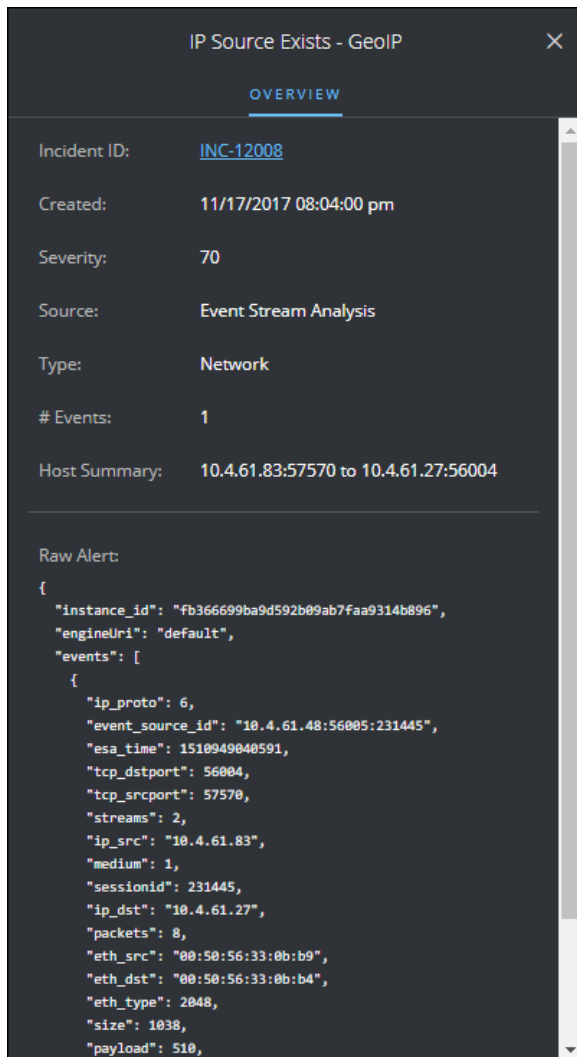 IP Source Exists - GeoIP
OVERVIEW
Incident ID: INC-12008
Created: 11/17/2017 08:04:00 pm
Severity: 70
Source: Event Stream Analysis
Type: Network
# Events: 1
Host Summary: 10.4.61.83:57570 to 10.4.61.27:56004
Raw Alert:
{
"instance_id": "fb366699ba9d592b09ab7faa9314b896",
"engineUri": "default",
"events": [
{
"ip_proto": 6,
"event_source_id": "10.4.61.48:56005:231445",
"esa_time": 1510949040591,
"tcp_dstport": 56004,
"tcp_srcport": 57570,
"streams": 2,
"ip_src": "10.4.61.83",
"medium": 1,
"sessionid": 231445,
"ip_dst": "10.4.61.27",
"packets": 8,
"eth_src": "00:50:56:33:0b:b9",
"eth_dst": "00:50:56:33:0b:b4",
"eth_type": 2048,
"size": 1038,
"payload": 510,